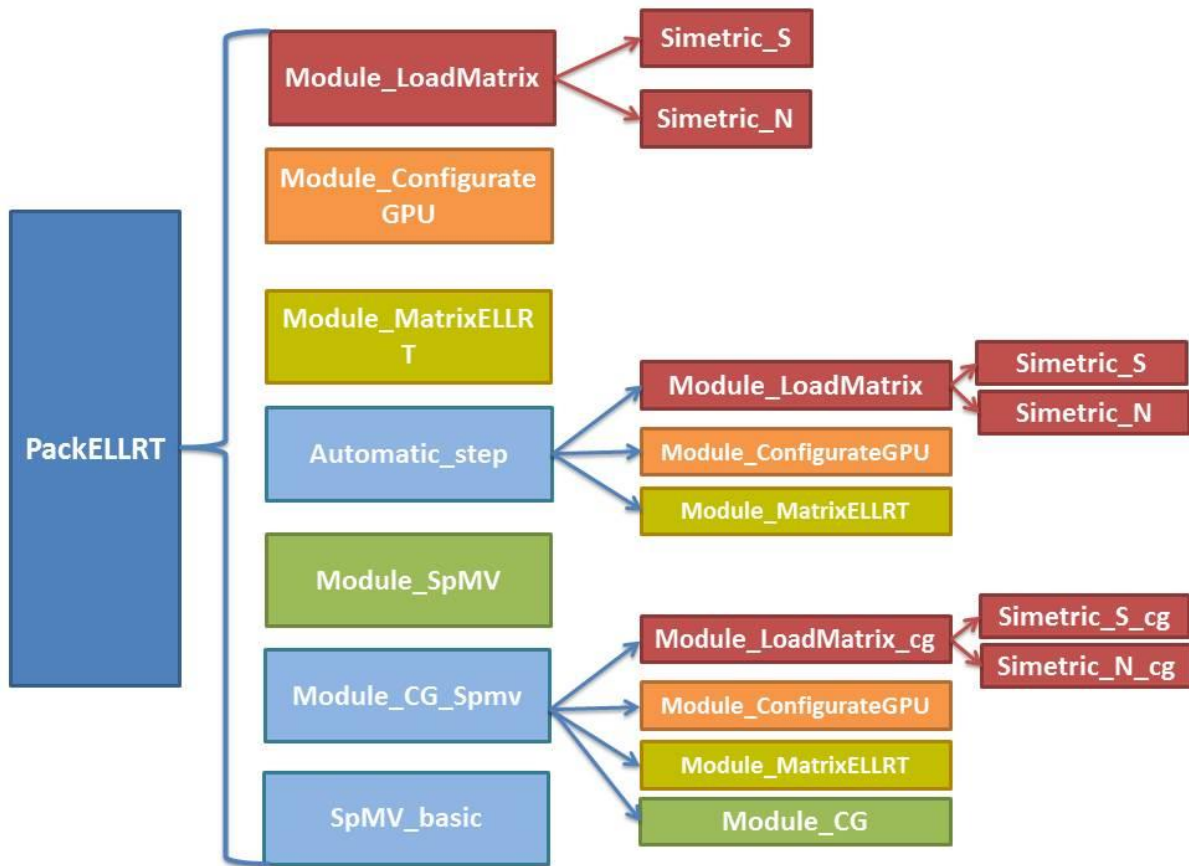 PackELLRT
Module_LoadMatrix
Simetric_S
Simetric_N
Module_Configurate
GPU
Module_MatrixELLR
T
Automatic_step
Module_LoadMatrix
Simetric_S
Simetric_N
Module_ConfigurateGPU
Module_MatrixELLRT
Module_SpMV
Module_CG_Spmv
Module_LoadMatrix_cg
Simetric_S_cg
Simetric_N_cg
Module_ConfigurateGPU
Module_MatrixELLRT
Module_CG
SpMV_basic